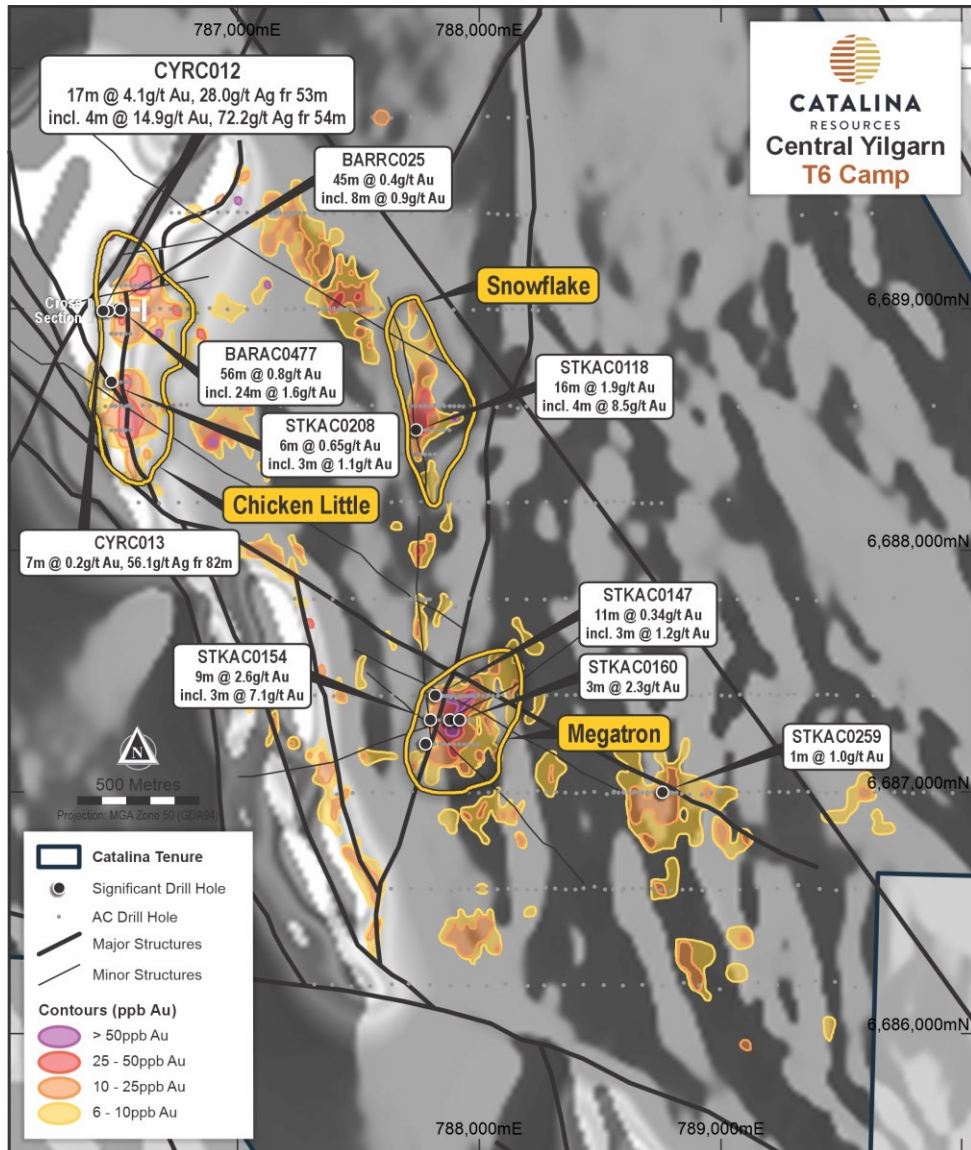 787,000mE
788,000mE
CATALINA
RESOURCES
Central Yilgarn
T6 Camp
CYRC012
17m @ 4.1g/t Au, 28.0g/t Ag fr 53m
incl. 4m @ 14.9g/t Au, 72.2g/t Ag fr 54m
BARRC025
45m @ 0.4g/t Au
incl. 8m @ 0.9g/t Au
Snowflake
6,689,000mN
Cross
Section
BARAC0477
56m @ 0.8g/t Au
incl. 24m @ 1.6g/t Au
STKAC0118
16m @ 1.9g/t Au
incl. 4m @ 8.5g/t Au
STKAC0208
6m @ 0.65g/t Au
incl. 3m @ 1.1g/t Au
Chicken Little
CYRC013
7m @ 0.2g/t Au, 56.1g/t Ag fr 82m
6,688,000mN
STKAC0147
11m @ 0.34g/t Au
incl. 3m @ 1.2g/t Au
STKAC0154
9m @ 2.6g/t Au
incl. 3m @ 7.1g/t Au
STKAC0160
3m @ 2.3g/t Au
Megatron
STKAC0259
1m @ 1.0g/t Au
N
500 Metres
Projection: MGA Zone 50 (GDA94)
6,687,000mN
Catalina Tenure
Significant Drill Hole
AC Drill Hole
Major Structures
Minor Structures
Contours (ppb Au)
> 50ppb Au
25 - 50ppb Au
10 - 25ppb Au
6 - 10ppb Au
6,686,000mN
788,000mE
789,000mE